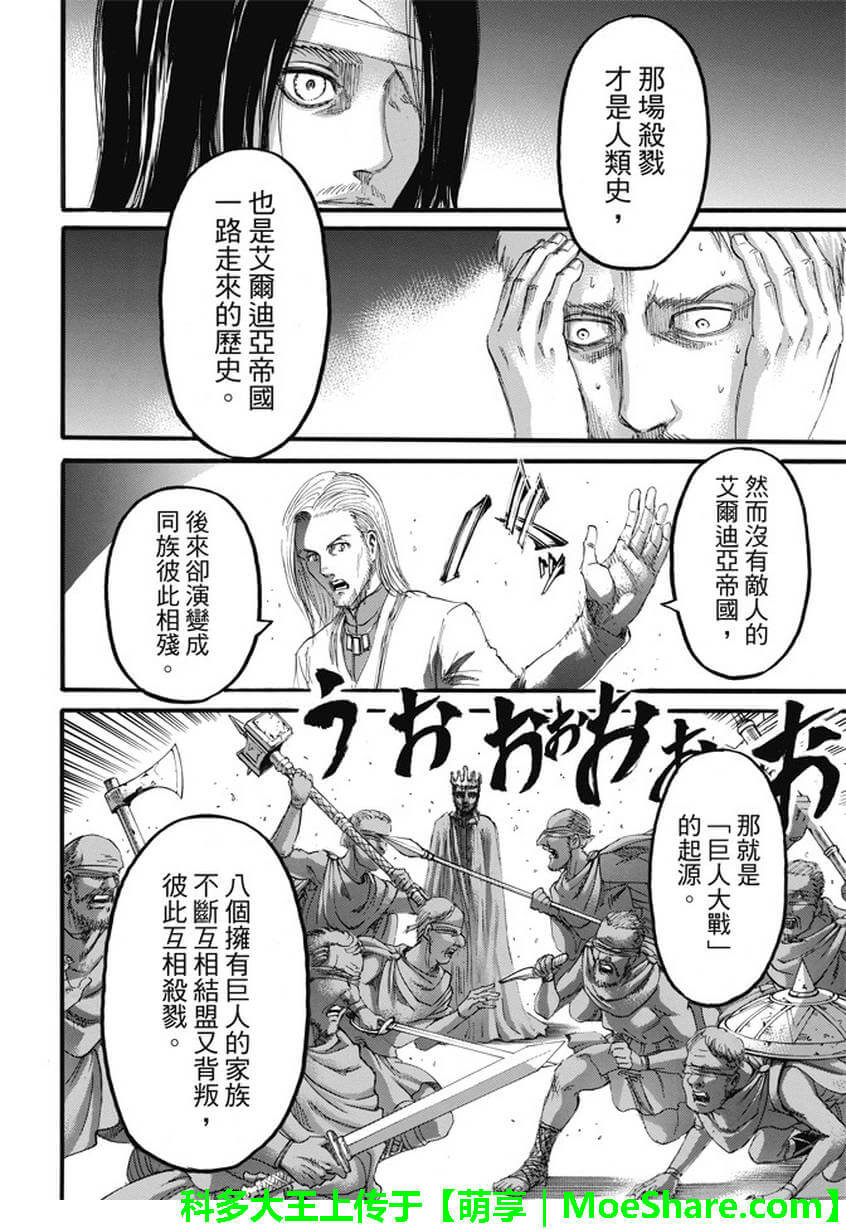 那場殺戮
才是人類史，
也是艾爾迪亞帝國
一路走來的歷史。
然而沒有敵人的
艾爾迪亞帝國，
後來卻演變成
同族彼此相殘。
うおおおおおお
那就是
「巨人大戰」
的起源。
八個擁有巨人的家族
不斷互相結盟又背叛，
彼此互相殺戮。
科多大王上传于【萌享｜MoeShare.com】